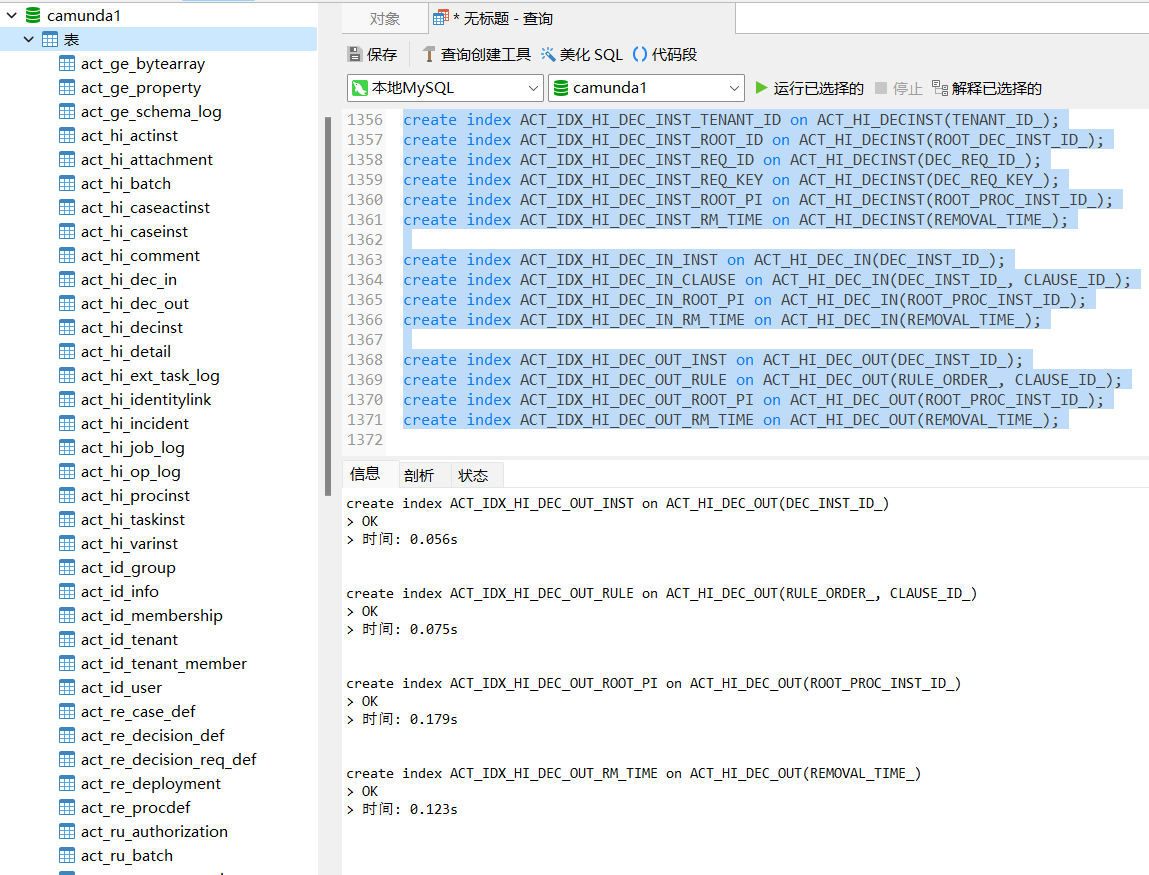 camunda1
表
act_ge_bytearray
act_ge_property
act_ge_schema_log
act_hi_actinst
act_hi_attachment
act_hi_batch
act_hi_caseactinst
act_hi_caseinst
act_hi_comment
act_hi_dec_in
act_hi_dec_out
act_hi_decinst
act_hi_detail
act_hi_ext_task_log
act_hi_identitylink
act_hi_incident
act_hi_job_log
act_hi_op_log
act_hi_procinst
act_hi_taskinst
act_hi_varinst
act_id_group
act_id_info
act_id_membership
act_id_tenant
act_id_tenant_member
act_id_user
act_re_case_def
act_re_decision_def
act_re_decision_req_def
act_re_deployment
act_re_procdef
act_ru_authorization
act_ru_batch
对象 * 无标题 - 查询
保存 查询创建工具 美化 SQL () 代码段
本地MySQL camunda1 运行已选择的 停止 解释已选择的
1356 create index ACT_IDX_HI_DEC_INST_TENANT_ID on ACT_HI_DECINST(TENANT_ID_);
1357 create index ACT_IDX_HI_DEC_INST_ROOT_ID on ACT_HI_DECINST(ROOT_DEC_INST_ID_);
1358 create index ACT_IDX_HI_DEC_INST_REQ_ID on ACT_HI_DECINST(DEC_REQ_ID_);
1359 create index ACT_IDX_HI_DEC_INST_REQ_KEY on ACT_HI_DECINST(DEC_REQ_KEY_);
1360 create index ACT_IDX_HI_DEC_INST_ROOT_PI on ACT_HI_DECINST(ROOT_PROC_INST_ID_);
1361 create index ACT_IDX_HI_DEC_INST_RM_TIME on ACT_HI_DECINST(REMOVAL_TIME_);
1362
1363 create index ACT_IDX_HI_DEC_IN_INST on ACT_HI_DEC_IN(DEC_INST_ID_);
1364 create index ACT_IDX_HI_DEC_IN_CLAUSE on ACT_HI_DEC_IN(DEC_INST_ID_, CLAUSE_ID_);
1365 create index ACT_IDX_HI_DEC_IN_ROOT_PI on ACT_HI_DEC_IN(ROOT_PROC_INST_ID_);
1366 create index ACT_IDX_HI_DEC_IN_RM_TIME on ACT_HI_DEC_IN(REMOVAL_TIME_);
1367
1368 create index ACT_IDX_HI_DEC_OUT_INST on ACT_HI_DEC_OUT(DEC_INST_ID_);
1369 create index ACT_IDX_HI_DEC_OUT_RULE on ACT_HI_DEC_OUT(RULE_ORDER_, CLAUSE_ID_);
1370 create index ACT_IDX_HI_DEC_OUT_ROOT_PI on ACT_HI_DEC_OUT(ROOT_PROC_INST_ID_);
1371 create index ACT_IDX_HI_DEC_OUT_RM_TIME on ACT_HI_DEC_OUT(REMOVAL_TIME_);
1372
信息 剖析 状态
create index ACT_IDX_HI_DEC_OUT_INST on ACT_HI_DEC_OUT(DEC_INST_ID_)
> OK
> 时间: 0.056s
create index ACT_IDX_HI_DEC_OUT_RULE on ACT_HI_DEC_OUT(RULE_ORDER_, CLAUSE_ID_)
> OK
> 时间: 0.075s
create index ACT_IDX_HI_DEC_OUT_ROOT_PI on ACT_HI_DEC_OUT(ROOT_PROC_INST_ID_)
> OK
> 时间: 0.179s
create index ACT_IDX_HI_DEC_OUT_RM_TIME on ACT_HI_DEC_OUT(REMOVAL_TIME_)
> OK
> 时间: 0.123s